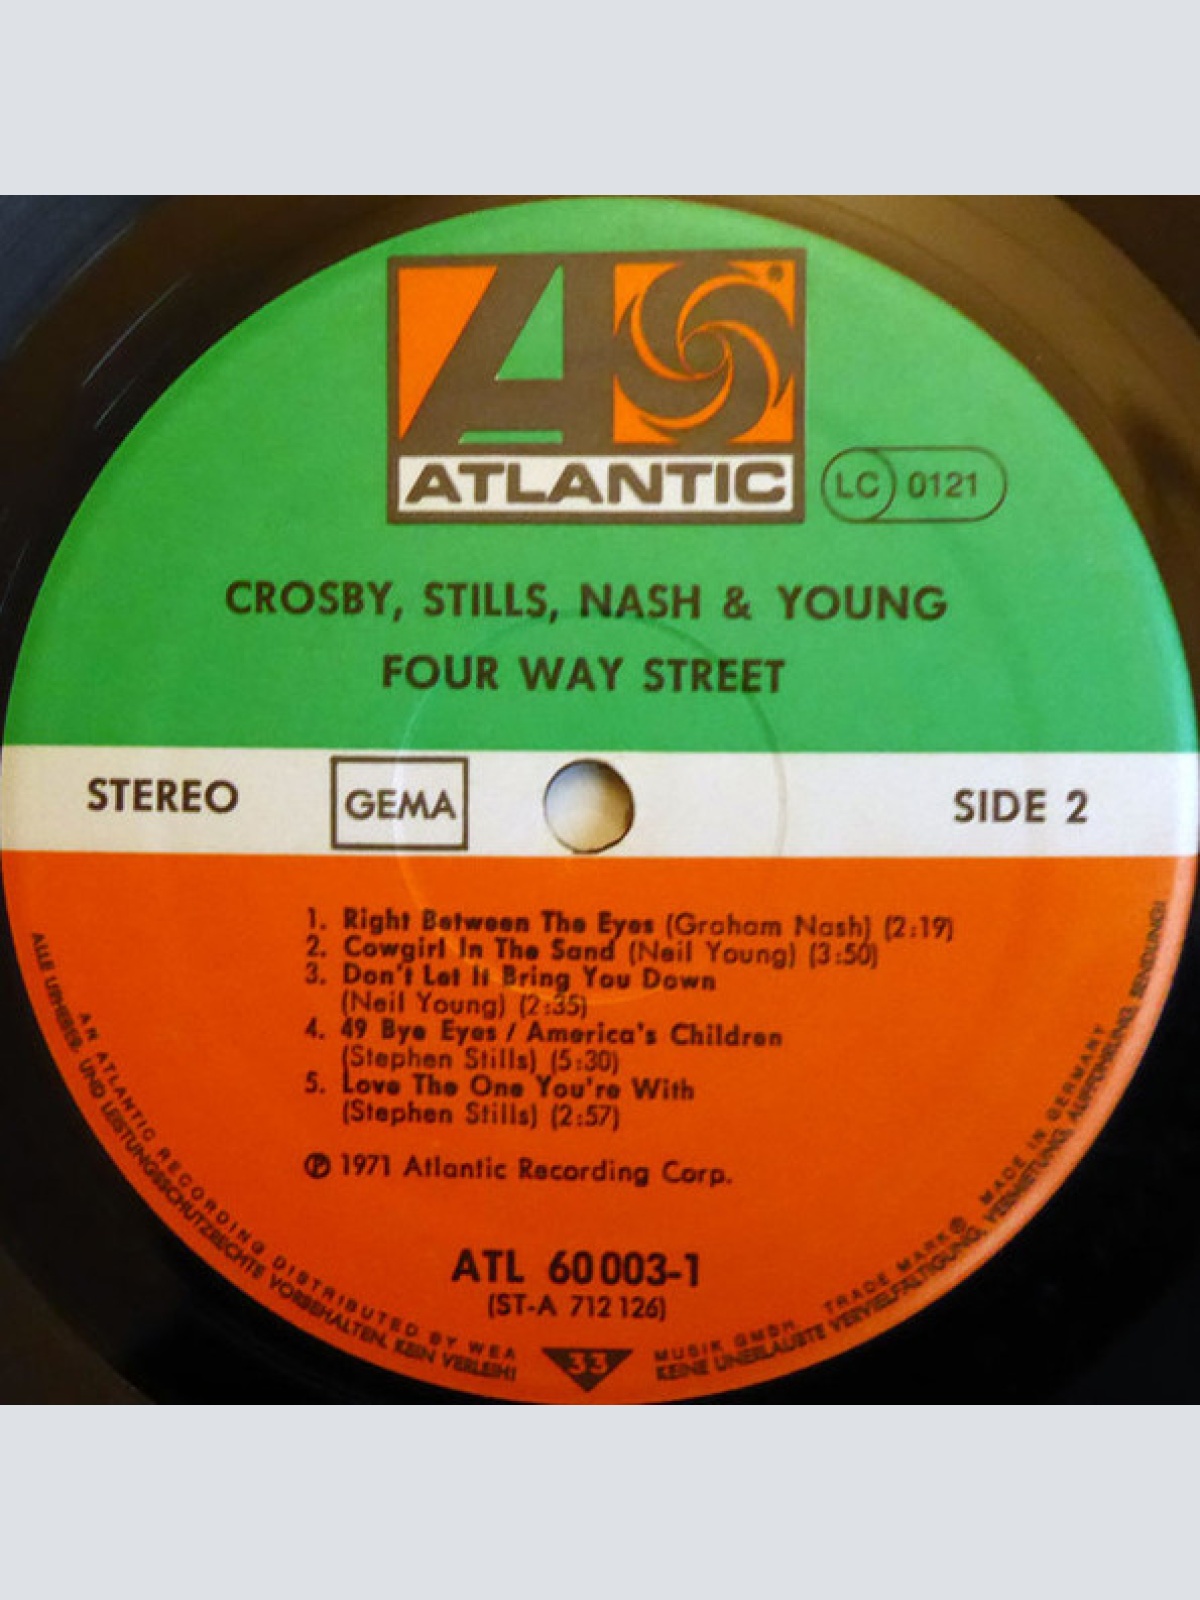 ATLANTIC
LC 0121
CROSBY, STILLS, NASH & YOUNG
FOUR WAY STREET
STEREO GEMA SIDE 2
1. Right Between The Eyes (Graham Nash) (2:19)
2. Cowgirl In The Sand (Neil Young) (3:50)
3. Don't Let It Bring You Down
(Neil Young) (2:35)
4. 49 Bye Eyes / America's Children
(Stephen Stills) (5:30)
5. Love The One You're With
(Stephen Stills) (2:57)
℗ 1971 Atlantic Recording Corp.
ATL 60 003-1
(ST-A 712 126)
33
AN ATLANTIC RECORDING DISTRIBUTED BY WEA MUSIK GMBH. TRADE MARK ® MADE IN GERMANY
ALLE URHEBER- UND LEISTUNGSSCHUTZRECHTE VORBEHALTEN. KEIN VERLEIH! KEINE UNERLAUBTE VERVIELFÄLTIGUNG, VERMIETUNG, AUFFÜHRUNG, SENDUNG!